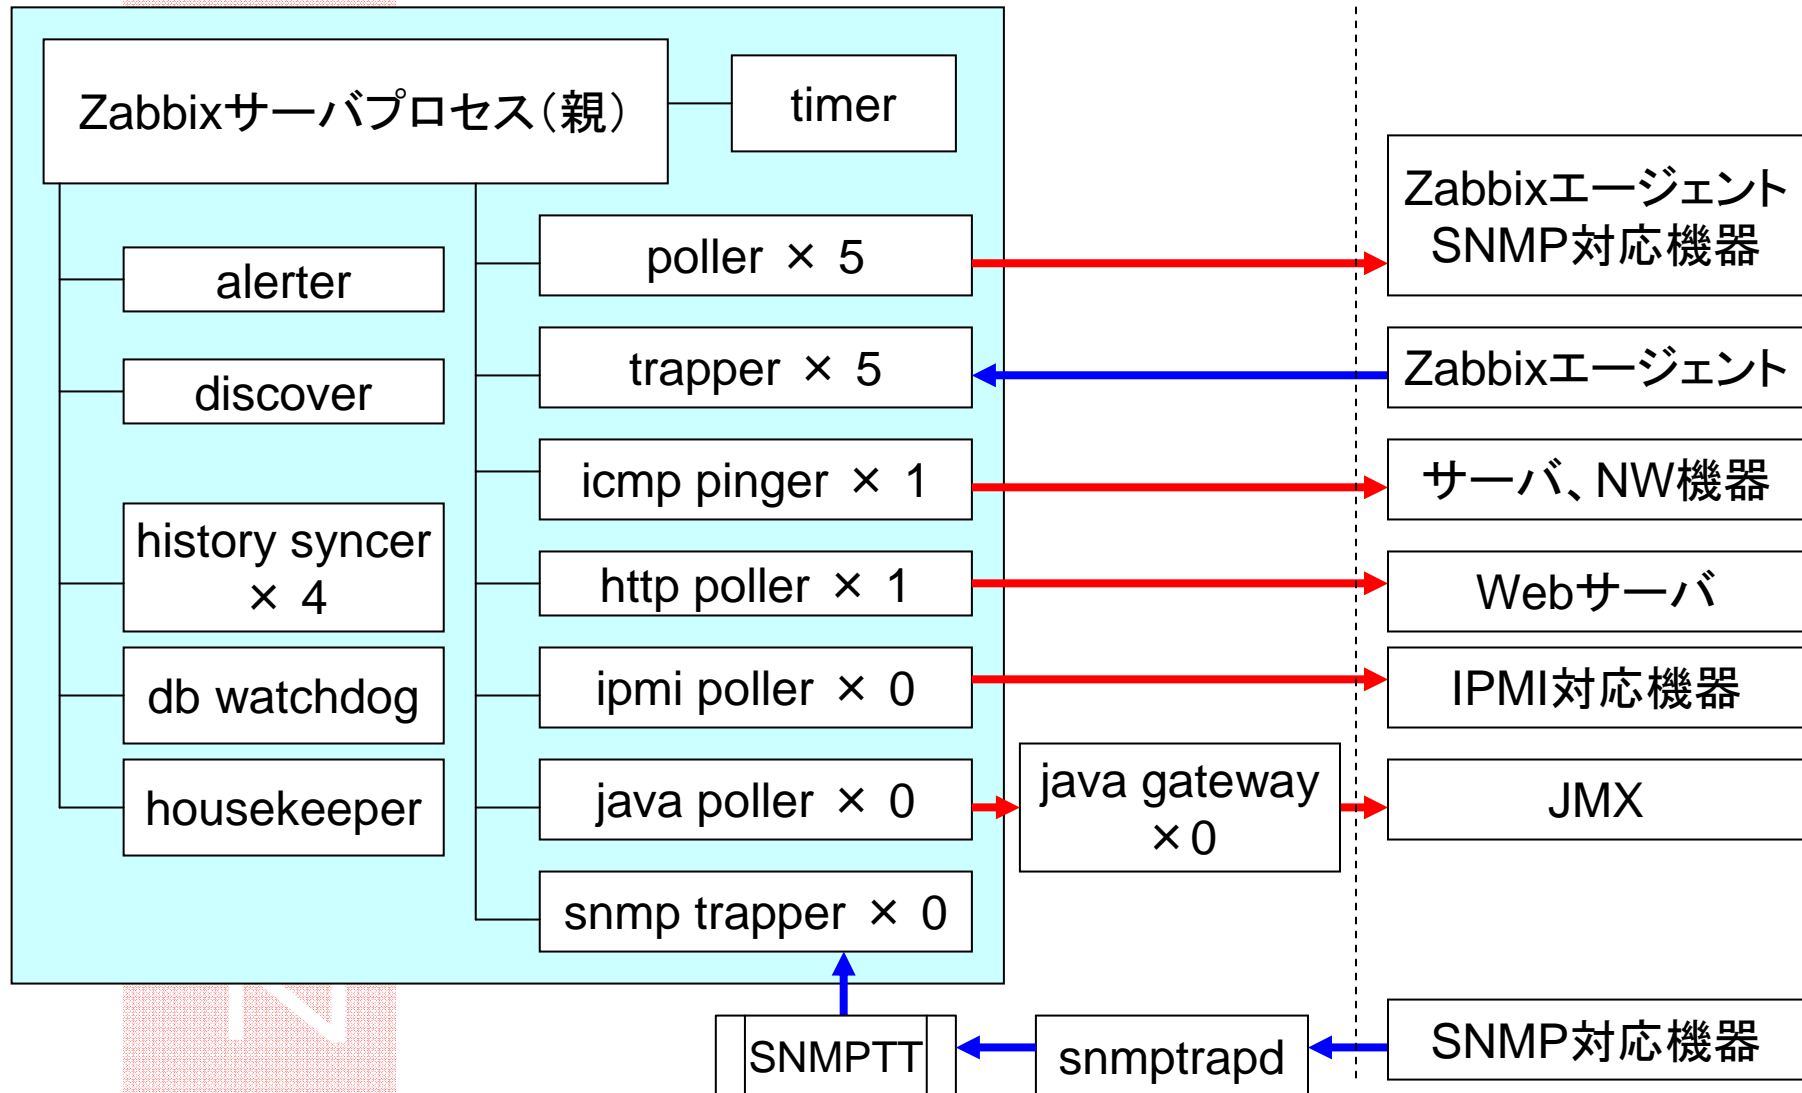 Zabbixサーバプロセス（親）
timer
alerter
discover
history syncer
× 4
db watchdog
housekeeper
poller × 5
trapper × 5
icmp pinger × 1
http poller × 1
ipmi poller × 0
java poller × 0
snmp trapper × 0
java gateway
×0
SNMPTT
snmptrapd
Zabbixエージェント
SNMP対応機器
Zabbixエージェント
サーバ、NW機器
Webサーバ
IPMI対応機器
JMX
SNMP対応機器